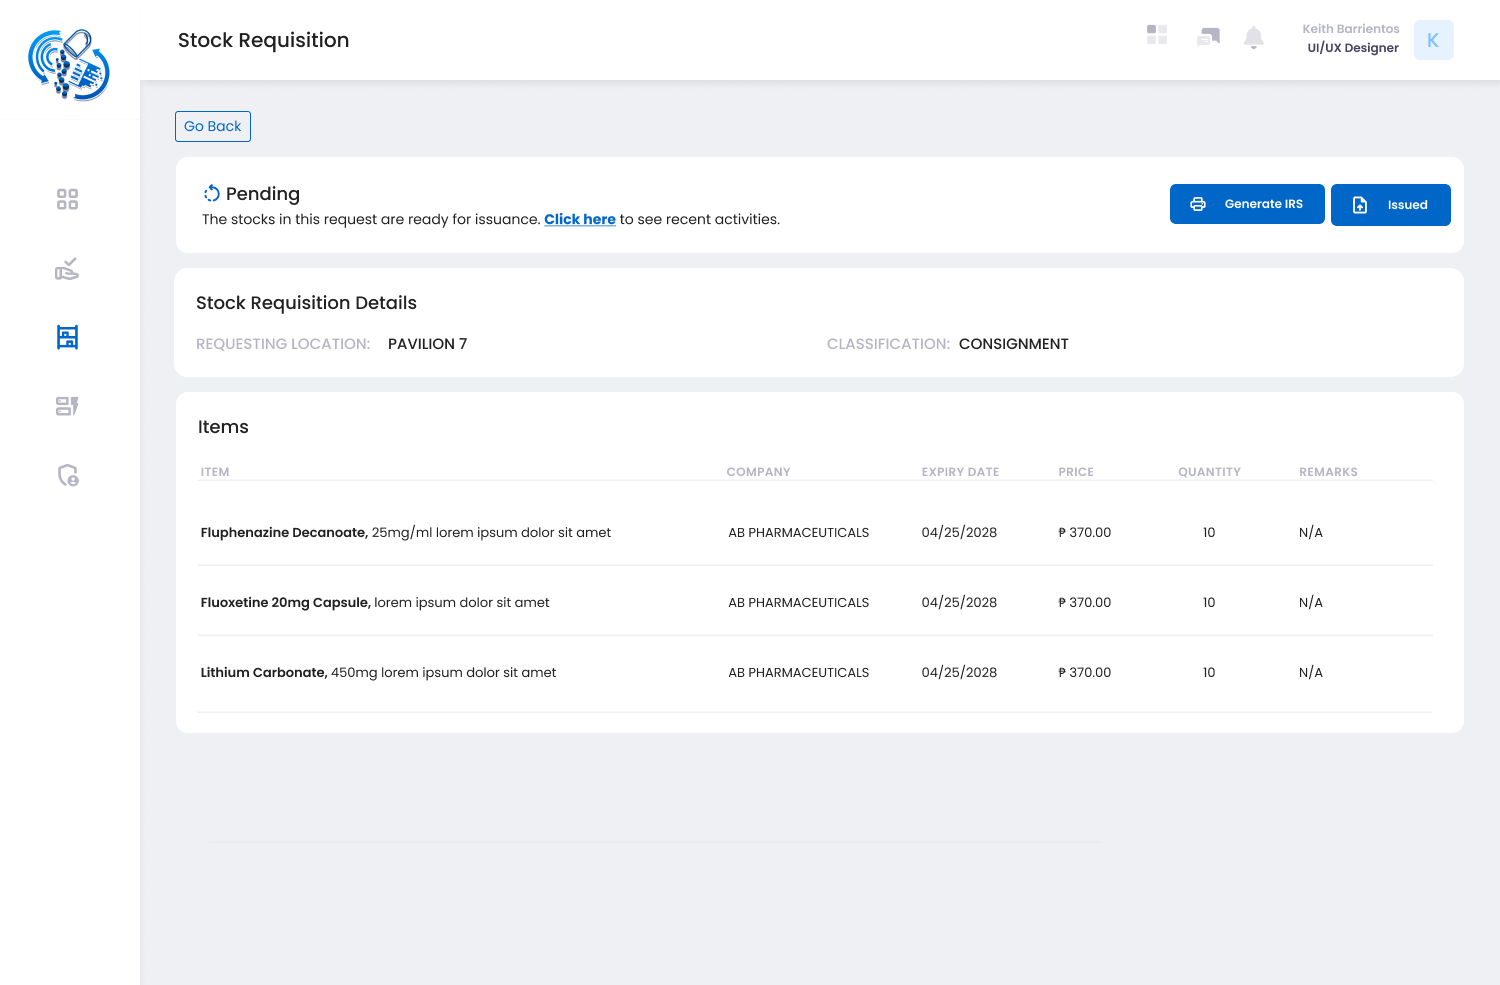 Stock Requisition
Keith Barrientos
UI/UX Designer
K
Go Back
Pending
The stocks in this request are ready for issuance. Click here to see recent activities.
Generate IRS
Issued
Stock Requisition Details
REQUESTING LOCATION: PAVILION 7
CLASSIFICATION: CONSIGNMENT
Items
ITEM COMPANY EXPIRY DATE PRICE QUANTITY REMARKS
Fluphenazine Decanoate, 25mg/ml lorem ipsum dolor sit amet AB PHARMACEUTICALS 04/25/2028 ₱ 370.00 10 N/A
Fluoxetine 20mg Capsule, lorem ipsum dolor sit amet AB PHARMACEUTICALS 04/25/2028 ₱ 370.00 10 N/A
Lithium Carbonate, 450mg lorem ipsum dolor sit amet AB PHARMACEUTICALS 04/25/2028 ₱ 370.00 10 N/A